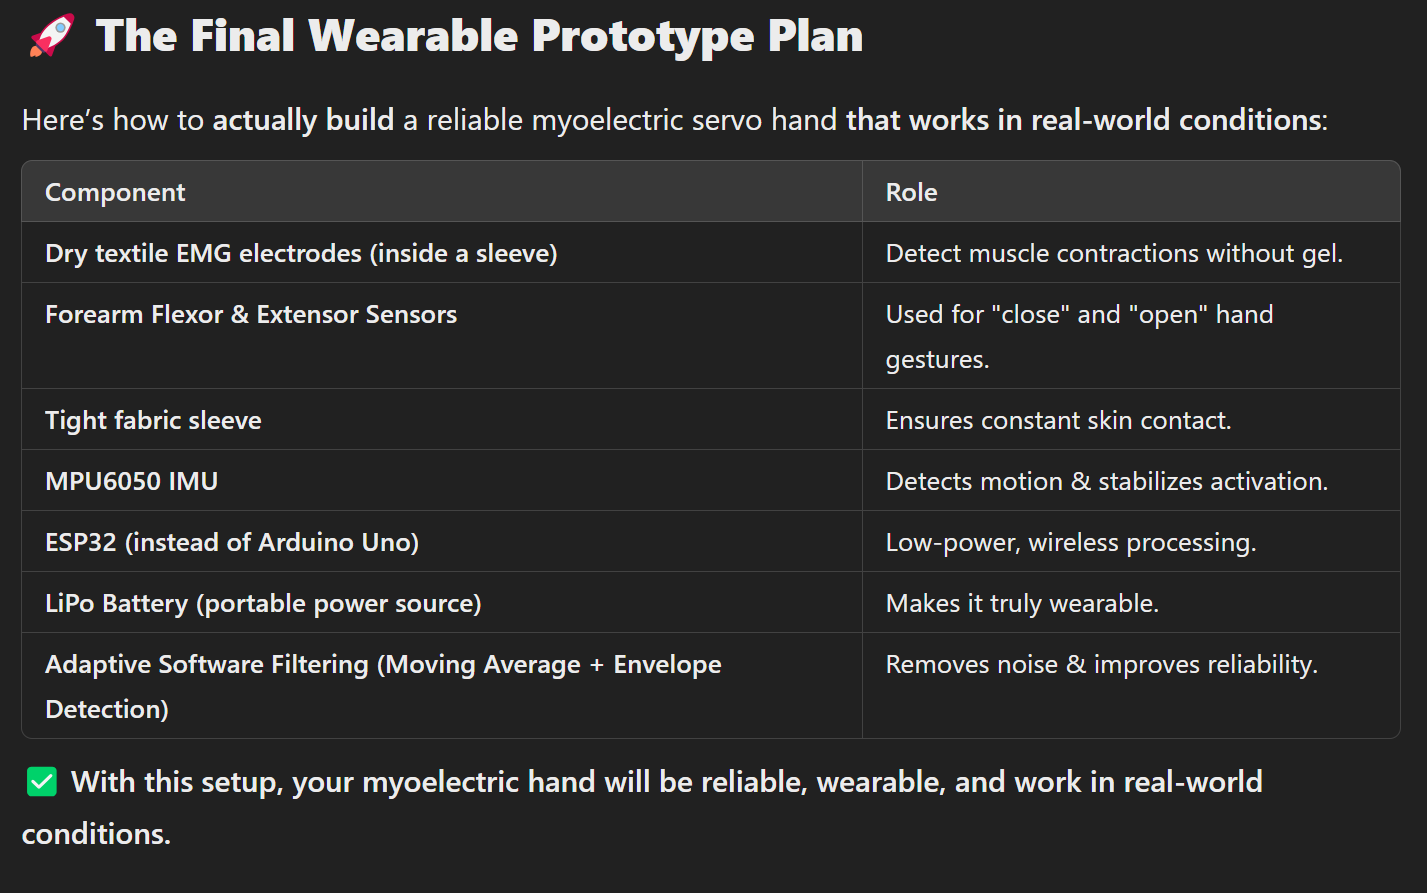 🚀 The Final Wearable Prototype Plan
Here’s how to actually build a reliable myoelectric servo hand that works in real-world conditions:
Component Role
Dry textile EMG electrodes (inside a sleeve) Detect muscle contractions without gel.
Forearm Flexor & Extensor Sensors Used for "close" and "open" hand
gestures.
Tight fabric sleeve Ensures constant skin contact.
MPU6050 IMU Detects motion & stabilizes activation.
ESP32 (instead of Arduino Uno) Low-power, wireless processing.
LiPo Battery (portable power source) Makes it truly wearable.
Adaptive Software Filtering (Moving Average + Envelope Removes noise & improves reliability.
Detection)
✅ With this setup, your myoelectric hand will be reliable, wearable, and work in real-world
conditions.